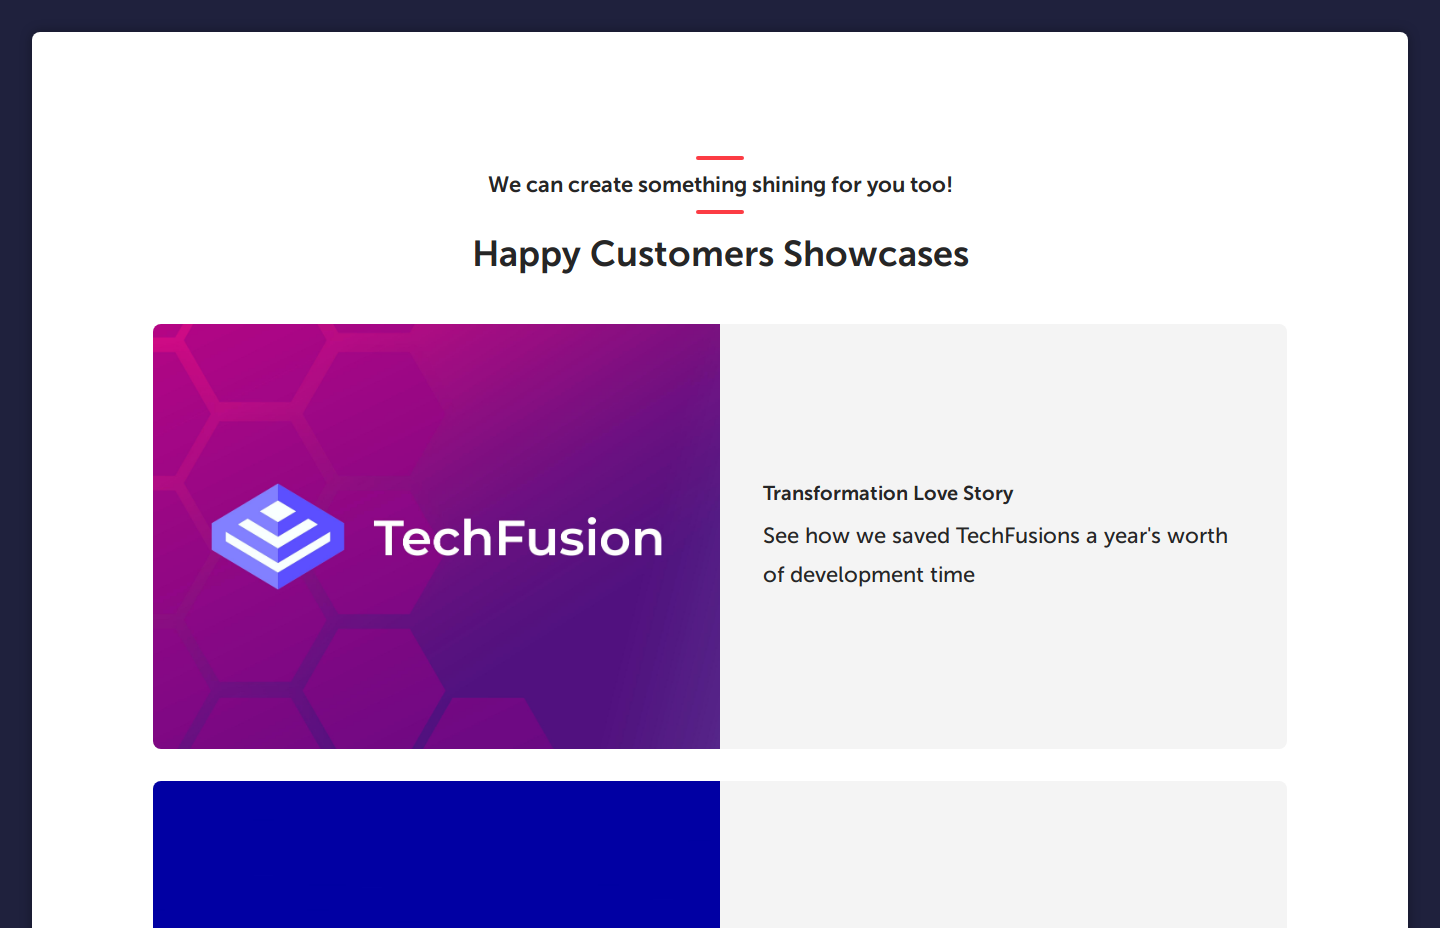 We can create something shining for you too!
Happy Customers Showcases
TechFusion
Transformation Love Story
See how we saved TechFusions a year's worth
of development time